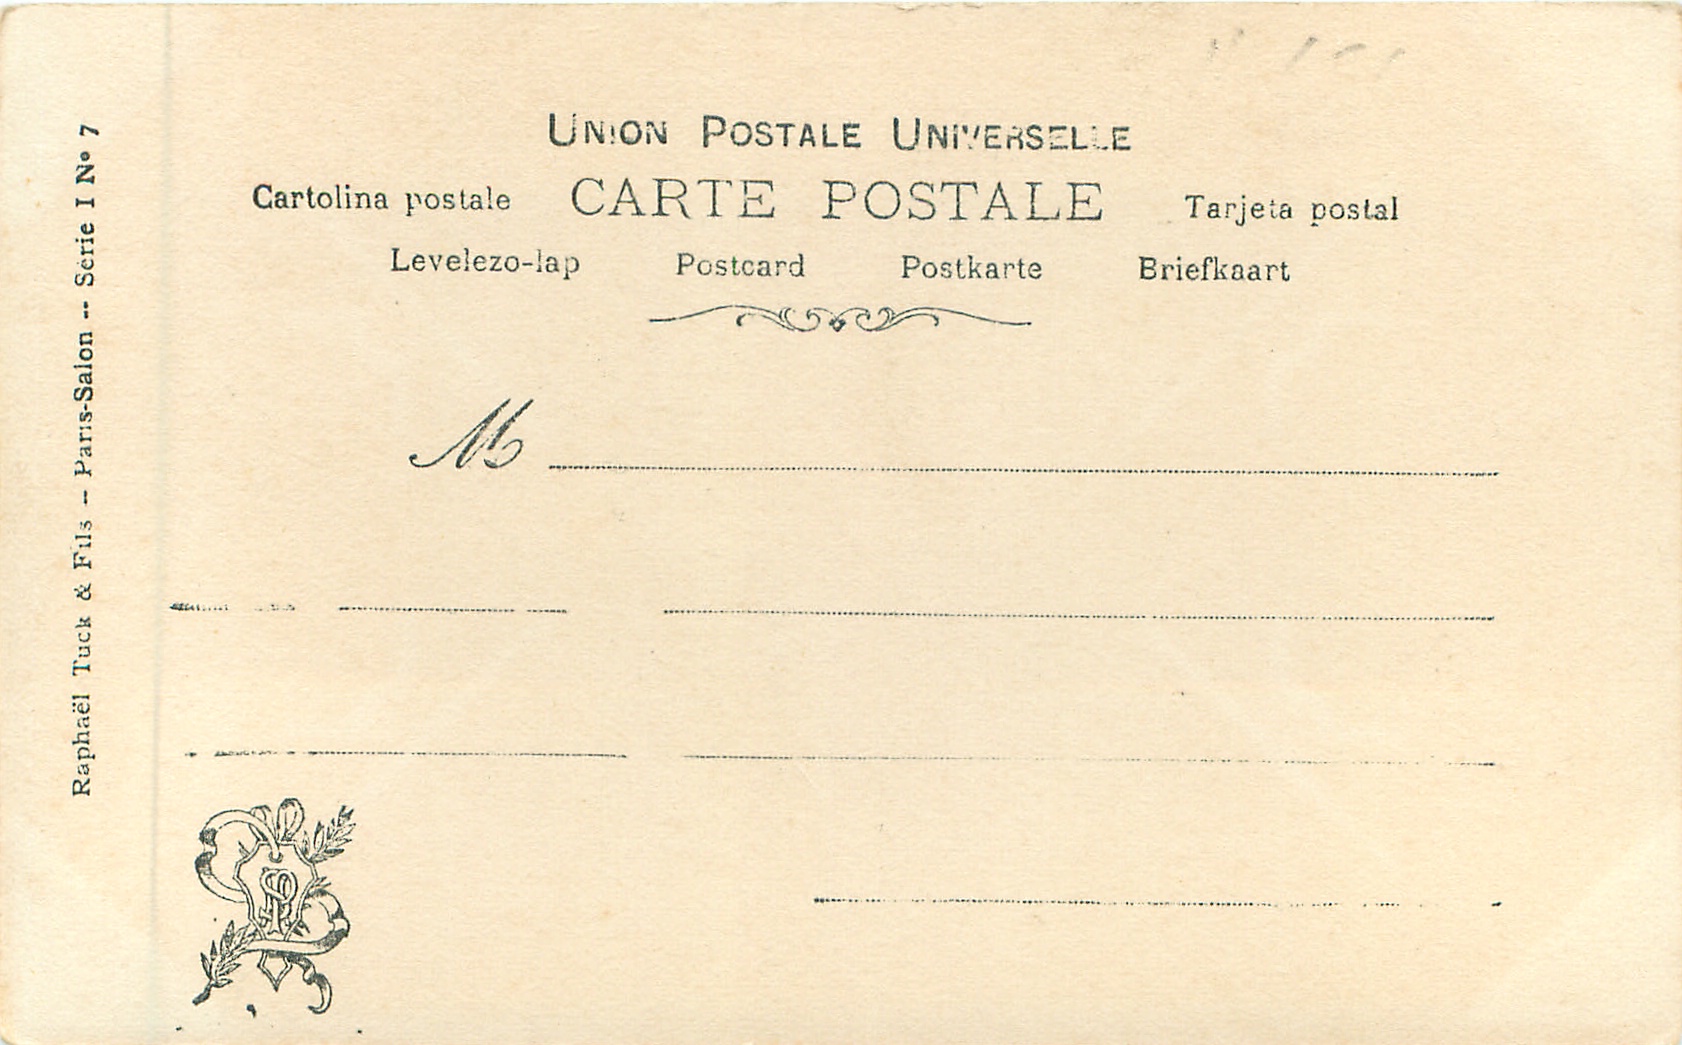 UNION POSTALE UNIVERSELLE
Cartolina postale CARTE POSTALE Tarjeta postal
Levelezo-lap Postcard Postkarte Briefkaart
M
Raphaël Tuck & Fils -- Paris-Salon -- Série I Nº 7